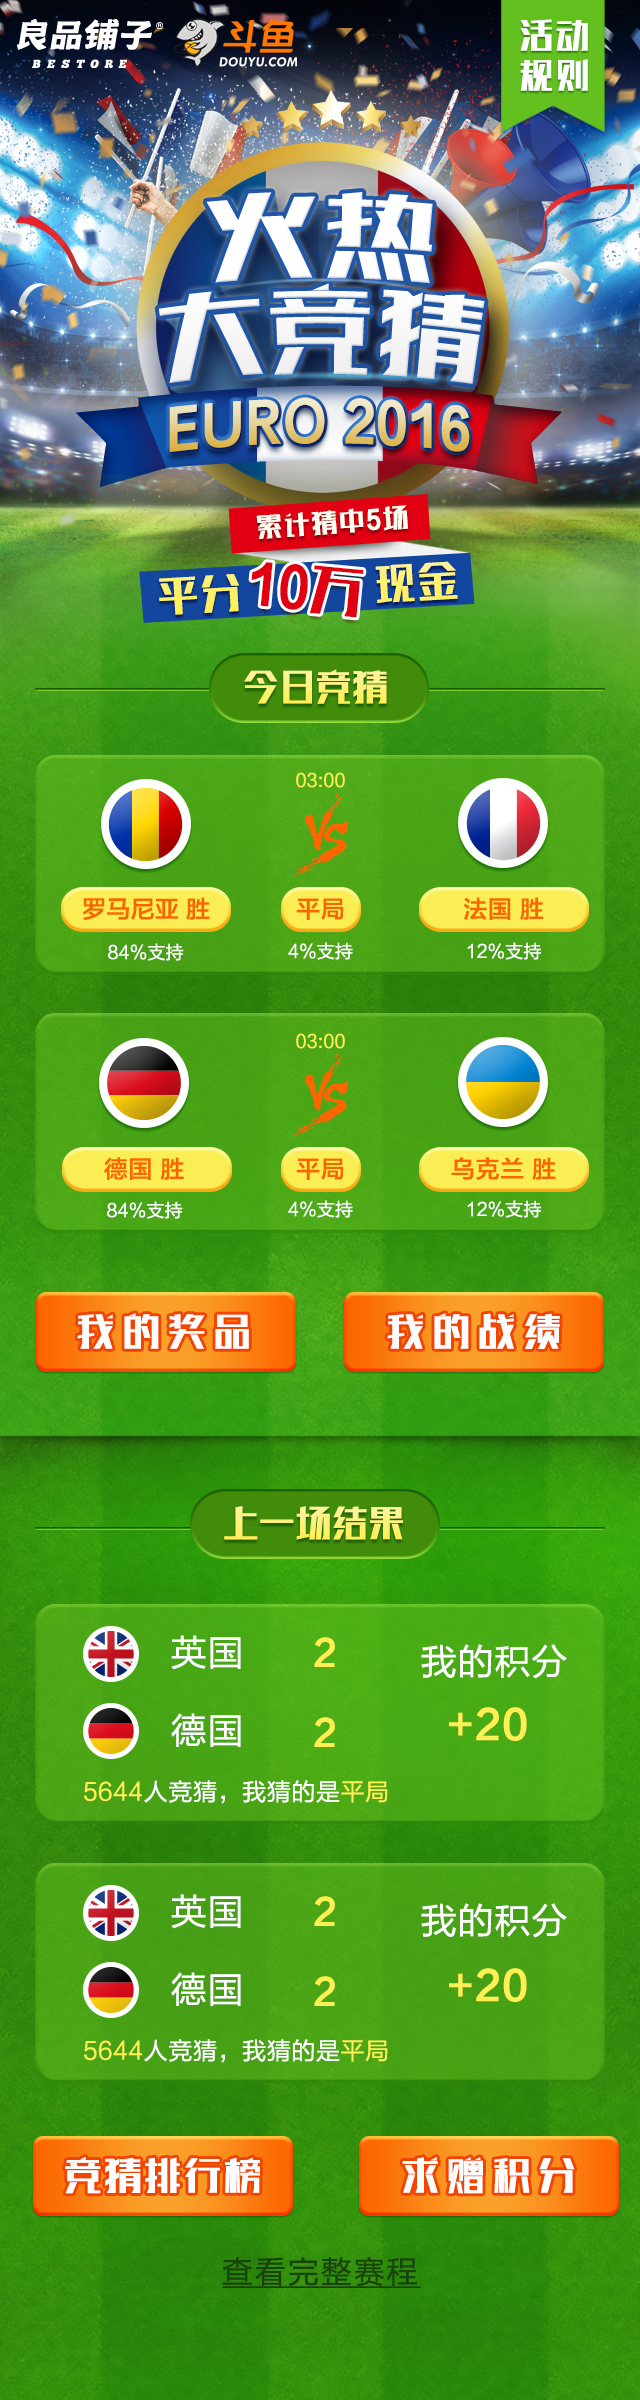 良品铺子®
BESTORE
斗鱼
DOUYU.COM
活动
规则
火热
大竞猜
EURO 2016
累计猜中5场
平分10万现金
今日竞猜
03:00
VS
罗马尼亚 胜
平局
法国 胜
84%支持
4%支持
12%支持
03:00
VS
德国 胜
平局
乌克兰 胜
84%支持
4%支持
12%支持
我的奖品
我的战绩
上一场结果
英国 2
德国 2
我的积分
+20
5644人竞猜，我猜的是平局
英国 2
德国 2
我的积分
+20
5644人竞猜，我猜的是平局
竞猜排行榜
求赠积分
查看完整赛程